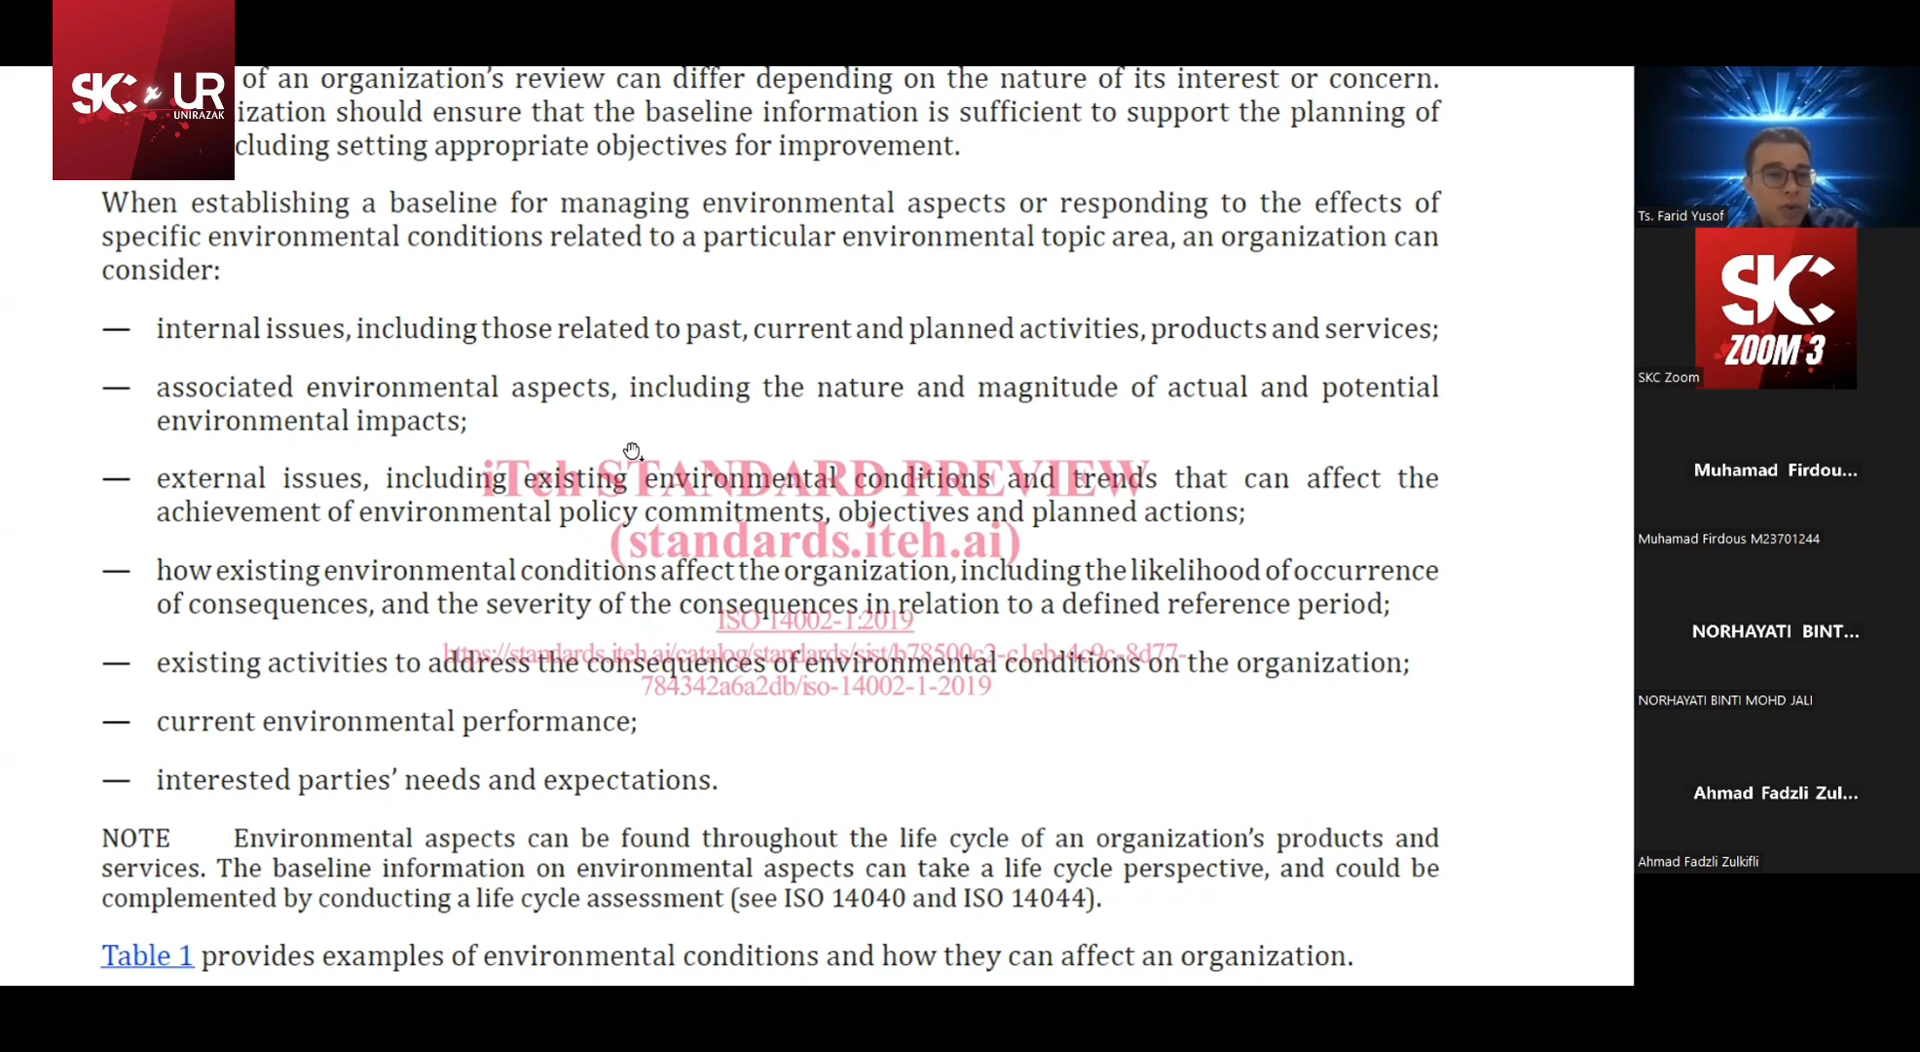 SKC x UR
UNIRAZAK
of an organization's review can differ depending on the nature of its interest or concern.
ization should ensure that the baseline information is sufficient to support the planning of
cluding setting appropriate objectives for improvement.
When establishing a baseline for managing environmental aspects or responding to the effects of
specific environmental conditions related to a particular environmental topic area, an organization can
consider:
— internal issues, including those related to past, current and planned activities, products and services;
— associated environmental aspects, including the nature and magnitude of actual and potential
environmental impacts;
— external issues, including existing environmental conditions and trends that can affect the
achievement of environmental policy commitments, objectives and planned actions;
— how existing environmental conditions affect the organization, including the likelihood of occurrence
of consequences, and the severity of the consequences in relation to a defined reference period;
— existing activities to address the consequences of environmental conditions on the organization;
— current environmental performance;
— interested parties' needs and expectations.
NOTE Environmental aspects can be found throughout the life cycle of an organization's products and
services. The baseline information on environmental aspects can take a life cycle perspective, and could be
complemented by conducting a life cycle assessment (see ISO 14040 and ISO 14044).
Table 1 provides examples of environmental conditions and how they can affect an organization.
iTeh STANDARD PREVIEW
(standards.iteh.ai)
ISO 14002-1:2019
https://standards.iteh.ai/catalog/standards/sist/b78500c2-c1eb-4c9c-8d77-
784342a6a2db/iso-14002-1-2019
Ts. Farid Yusof
SKC
ZOOM 3
SKC Zoom
Muhamad Firdou...
Muhamad Firdous M23701244
NORHAYATI BINT...
NORHAYATI BINTI MOHD JALI
Ahmad Fadzli Zul...
Ahmad Fadzli Zulkifli